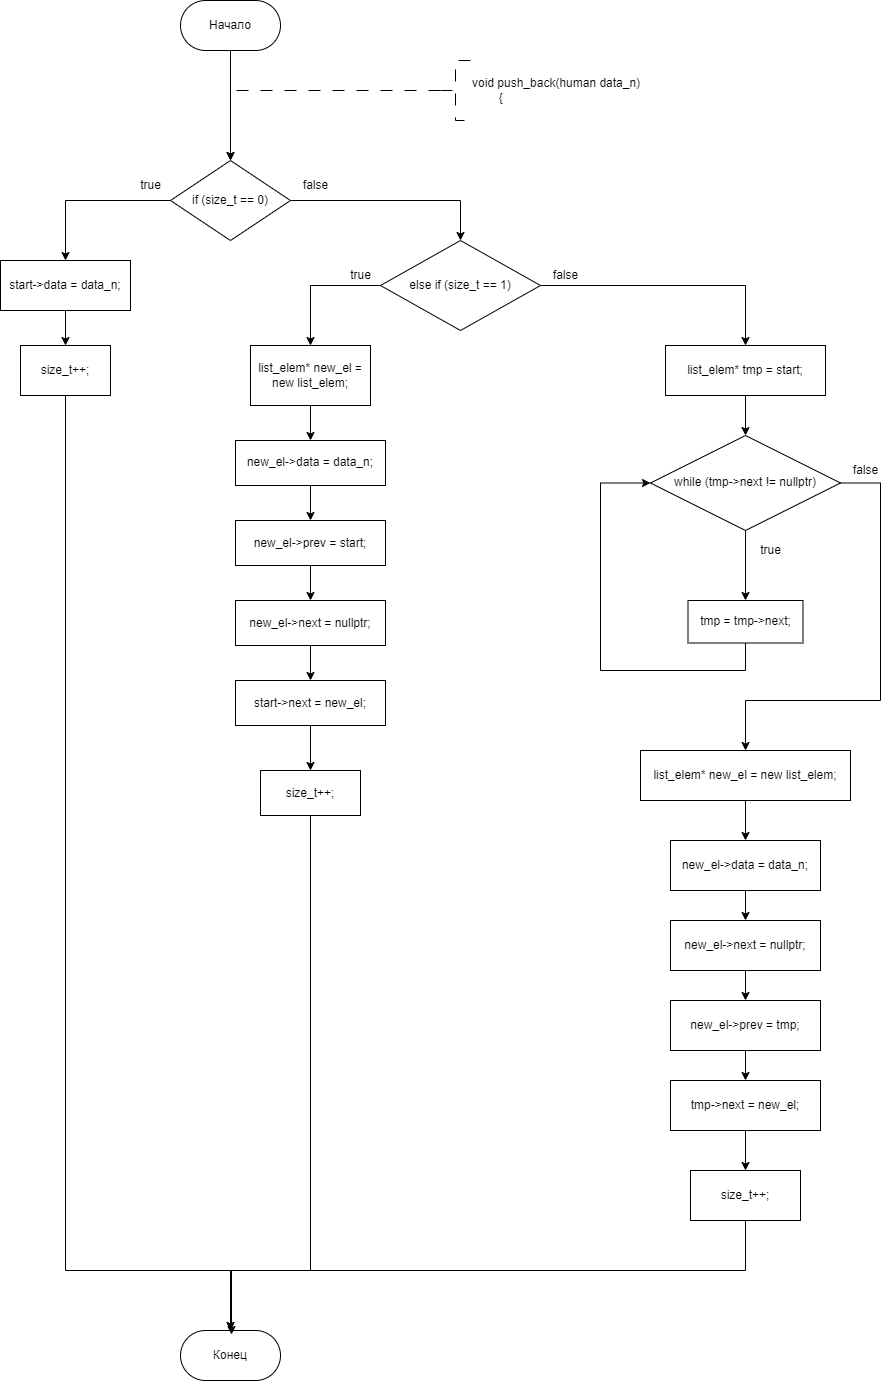 Начало
void push_back(human data_n)
{
true
if (size_t == 0)
false
start->data = data_n;
size_t++;
true
else if (size_t == 1)
false
list_elem* new_el =
new list_elem;
new_el->data = data_n;
new_el->prev = start;
new_el->next = nullptr;
start->next = new_el;
size_t++;
list_elem* tmp = start;
while (tmp->next != nullptr)
false
true
tmp = tmp->next;
list_elem* new_el = new list_elem;
new_el->data = data_n;
new_el->next = nullptr;
new_el->prev = tmp;
tmp->next = new_el;
size_t++;
Конец